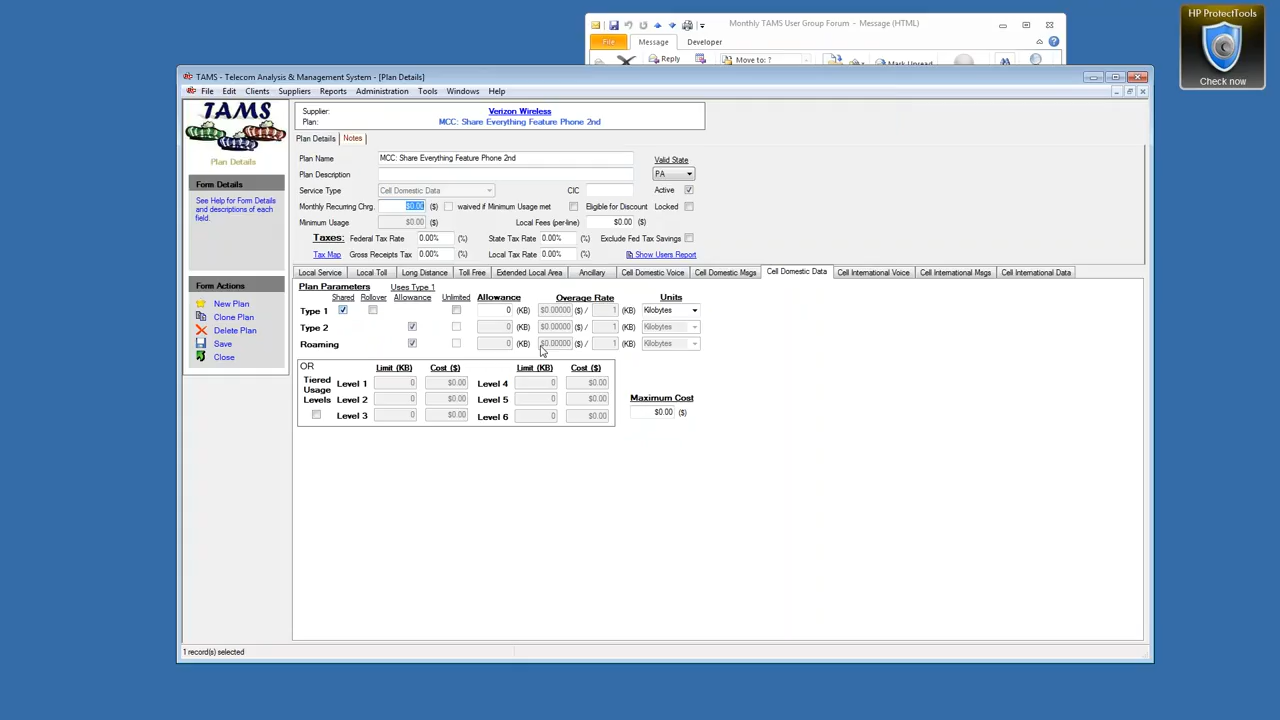 HP ProtectTools
Check now
Monthly TAMS User Group Forum - Message (HTML)
File Message Developer
Reply Move to: ? Mark Unread
TAMS - Telecom Analysis & Management System - [Plan Details]
File Edit Clients Suppliers Reports Administration Tools Windows Help
TAMS
Plan Details
Form Details
See Help for Form Details
and descriptions of each
field.
Form Actions
New Plan
Clone Plan
Delete Plan
Save
Close
Supplier: Verizon Wireless
Plan: MCC: Share Everything Feature Phone 2nd
Plan Details Notes
Plan Name MCC: Share Everything Feature Phone 2nd Valid State
Plan Description PA
Service Type Cell Domestic Data CIC Active
Monthly Recurring Chrg. $0.00 ($) waived if Minimum Usage met Eligible for Discount Locked
Minimum Usage $0.00 ($) Local Fees (per-line) $0.00 ($)
Taxes: Federal Tax Rate 0.00% (%) State Tax Rate 0.00% (%) Exclude Fed Tax Savings
Tax Map Gross Receipts Tax 0.00% (%) Local Tax Rate 0.00% (%) Show Users Report
Local Service Local Toll Long Distance Toll Free Extended Local Area Ancillary Cell Domestic Voice Cell Domestic Msgs Cell Domestic Data Cell International Voice Cell International Msgs Cell International Data
Plan Parameters Uses Type 1
Shared Rollover Allowance Unlimited Allowance Overage Rate Units
Type 1 0 (KB) $0.00000 ($) / 1 (KB) Kilobytes
Type 2 0 (KB) $0.00000 ($) / 1 (KB) Kilobytes
Roaming 0 (KB) $0.00000 ($) / 1 (KB) Kilobytes
OR Limit (KB) Cost ($) Limit (KB) Cost ($)
Tiered
Usage
Levels
Level 1 0 $0.00 Level 4 0 $0.00
Level 2 0 $0.00 Level 5 0 $0.00
Level 3 0 $0.00 Level 6 0 $0.00
Maximum Cost
$0.00 ($)
1 record(s) selected